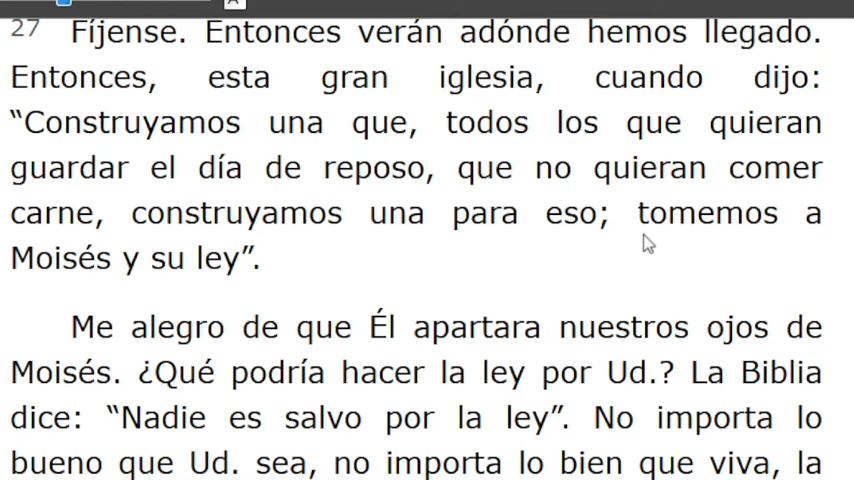 27 Fíjense. Entonces verán adónde hemos llegado.
Entonces, esta gran iglesia, cuando dijo:
“Construyamos una que, todos los que quieran
guardar el día de reposo, que no quieran comer
carne, construyamos una para eso; tomemos a
Moisés y su ley”.
Me alegro de que Él apartara nuestros ojos de
Moisés. ¿Qué podría hacer la ley por Ud.? La Biblia
dice: “Nadie es salvo por la ley”. No importa lo
bueno que Ud. sea, no importa lo bien que viva, la